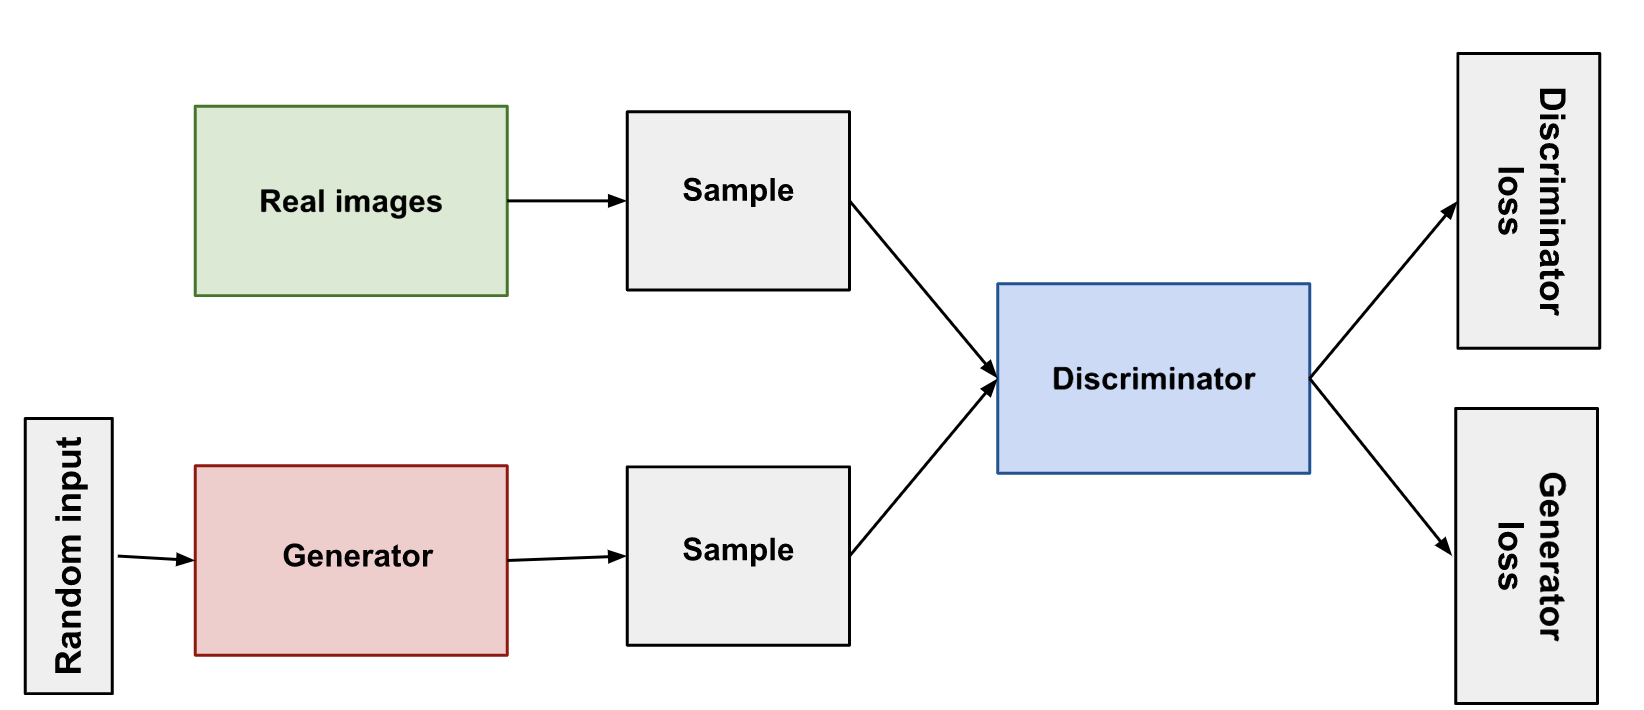 Real images
Sample
Discriminator
loss
Discriminator
Random input
Generator
Sample
Generator
loss